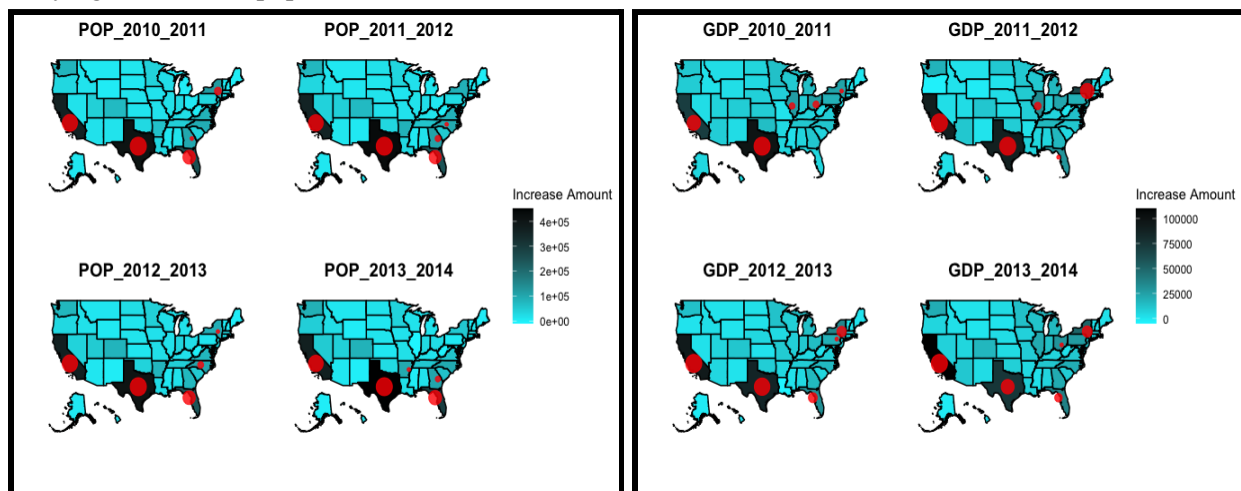 POP_2010_2011 POP_2011_2012
Increase Amount
4e+05
3e+05
2e+05
1e+05
0e+00
POP_2012_2013 POP_2013_2014
GDP_2010_2011 GDP_2011_2012
Increase Amount
100000
75000
50000
25000
0
GDP_2012_2013 GDP_2013_2014